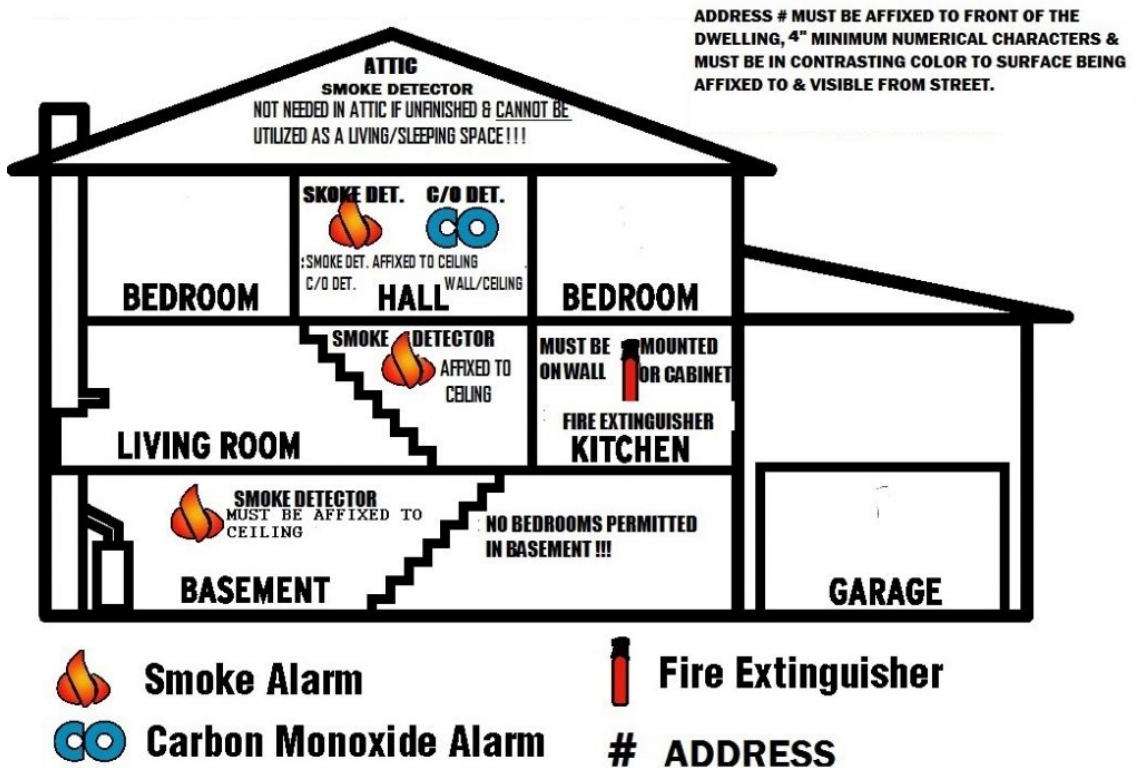 ADDRESS # MUST BE AFFIXED TO FRONT OF THE
DWELLING, 4" MINIMUM NUMERICAL CHARACTERS &
MUST BE IN CONTRASTING COLOR TO SURFACE BEING
AFFIXED TO & VISIBLE FROM STREET.
ATTIC
SMOKE DETECTOR
NOT NEEDED IN ATTIC IF UNFINISHED & CANNOT BE
UTILIZED AS A LIVING/SLEEPING SPACE!!!
SKOKE DET. C/O DET.
CO
:SMOKE DET. AFFIXED TO CEILING
C/O DET. WALL/CEILING
BEDROOM
HALL
BEDROOM
SMOKE DETECTOR
AFFIXED TO
CEILING
LIVING ROOM
MUST BE MOUNTED
ON WALL OR CABINET
FIRE EXTINGUISHER
KITCHEN
SMOKE DETECTOR
MUST BE AFFIXED TO
CEILING
BASEMENT
NO BEDROOMS PERMITTED
IN BASEMENT !!!
GARAGE
Smoke Alarm
Fire Extinguisher
CO Carbon Monoxide Alarm
# ADDRESS